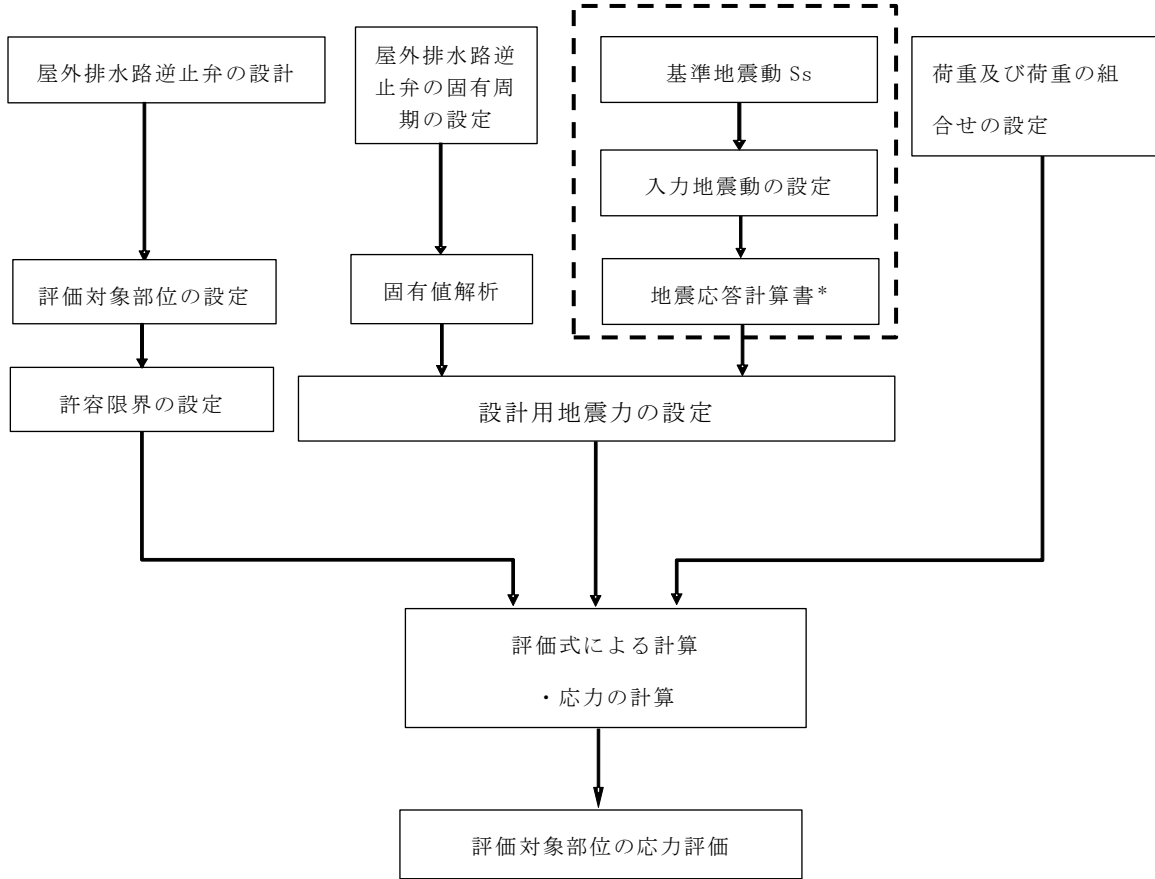 屋外排水路逆止弁の設計
屋外排水路逆
止弁の固有周
期の設定
基準地震動 Ss
荷重及び荷重の組
合せの設定
入力地震動の設定
評価対象部位の設定
固有値解析
地震応答計算書*
許容限界の設定
設計用地震力の設定
評価式による計算
・応力の計算
評価対象部位の応力評価